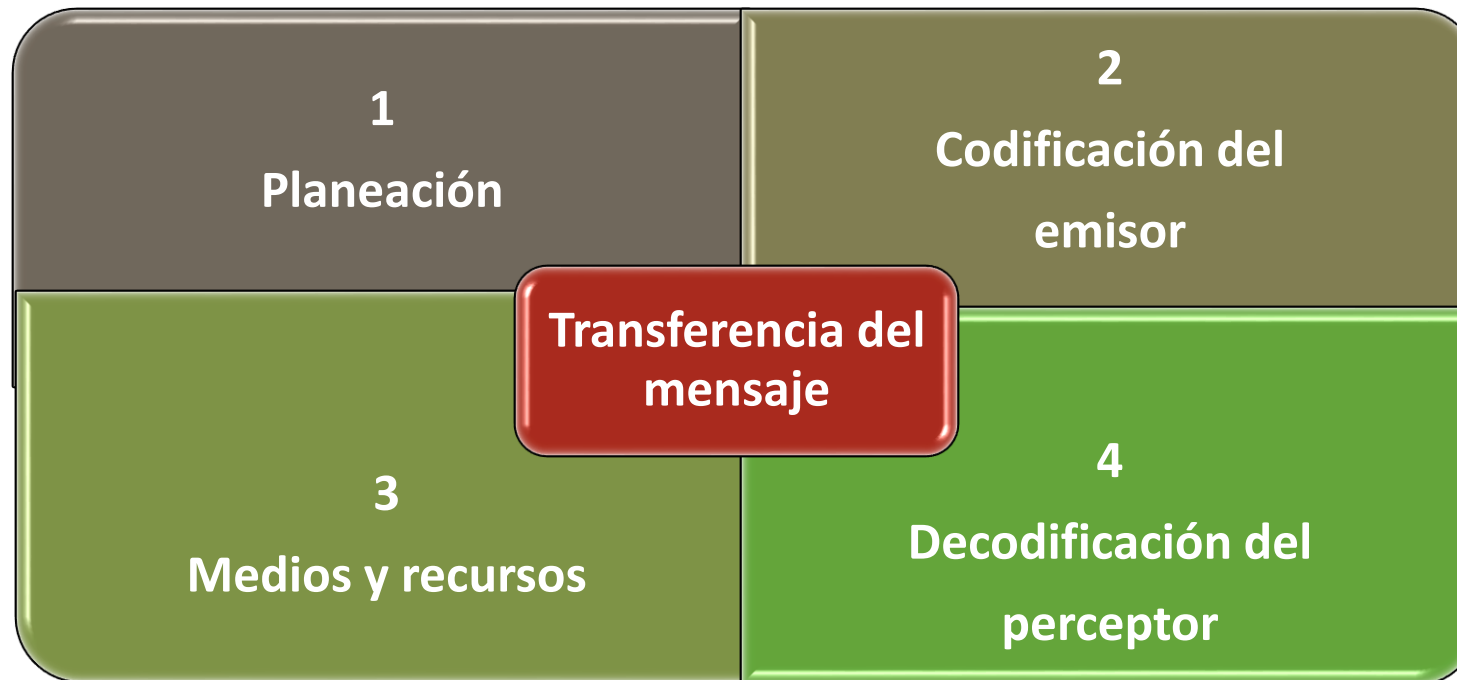 1
Planeación
2
Codificación del
emisor
Transferencia del
mensaje
3
Medios y recursos
4
Decodificación del
perceptor